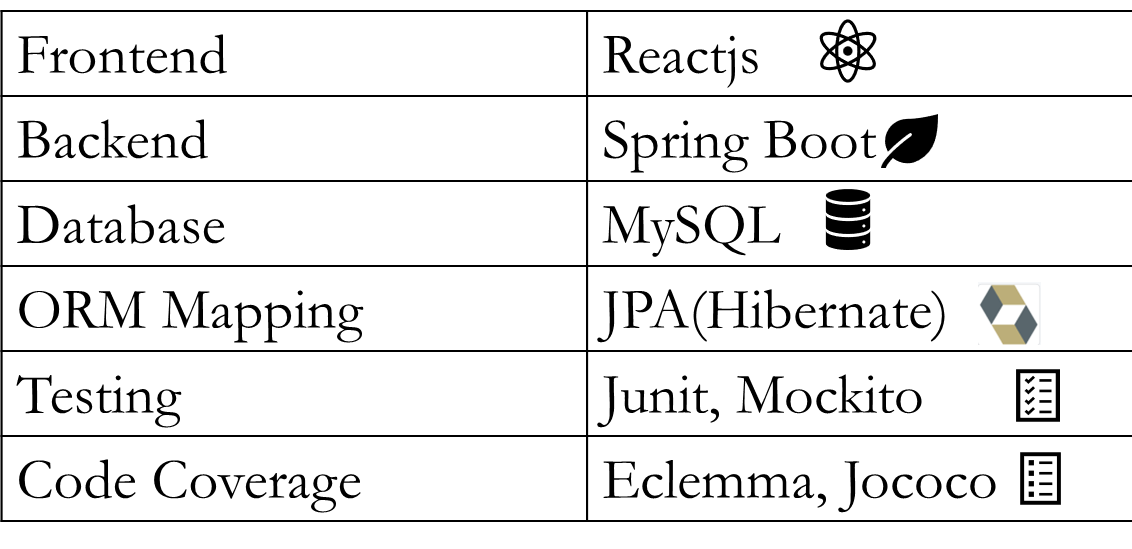 Frontend Reactjs
Backend Spring Boot
Database MySQL
ORM Mapping JPA(Hibernate)
Testing Junit, Mockito
Code Coverage Eclemma, Jococo